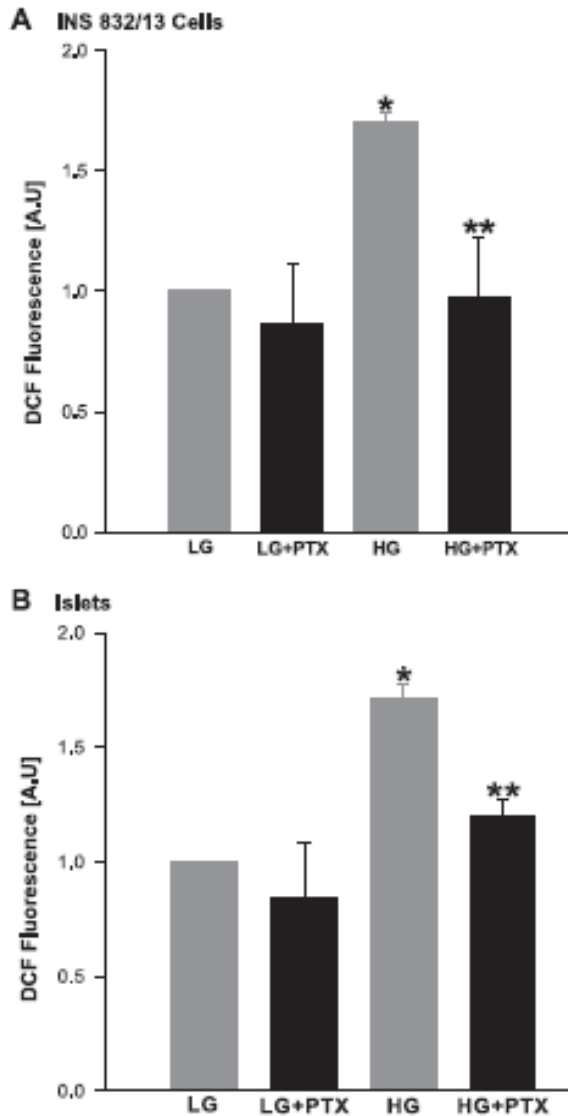 A INS 832/13 Cells
2.0
1.5
1.0
0.5
0.0
DCF Fluorescence [A.U]
*
**
LG LG+PTX HG HG+PTX
B Islets
2.0
1.5
1.0
0.5
0.0
DCF Fluorescence [A.U]
*
**
LG LG+PTX HG HG+PTX